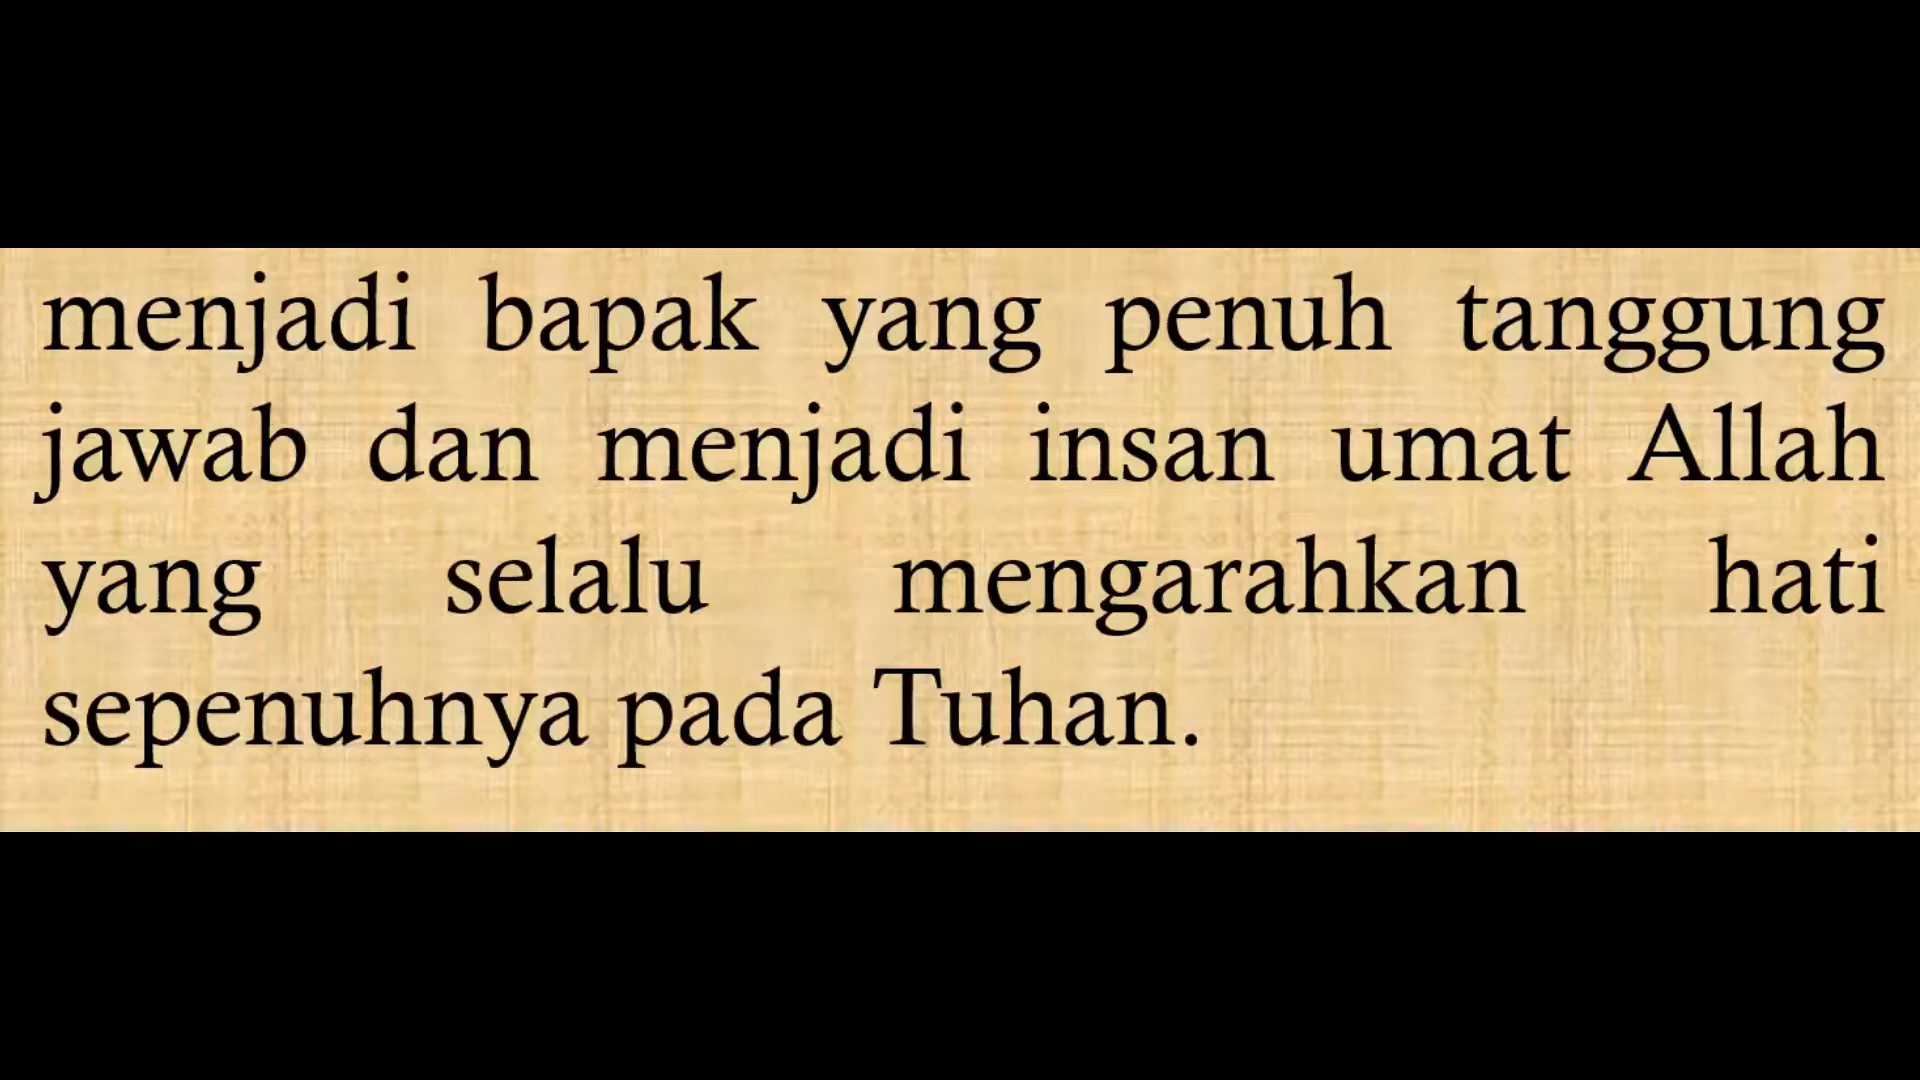 menjadi bapak yang penuh tanggung
jawab dan menjadi insan umat Allah
yang selalu mengarahkan hati
sepenuhnya pada Tuhan.